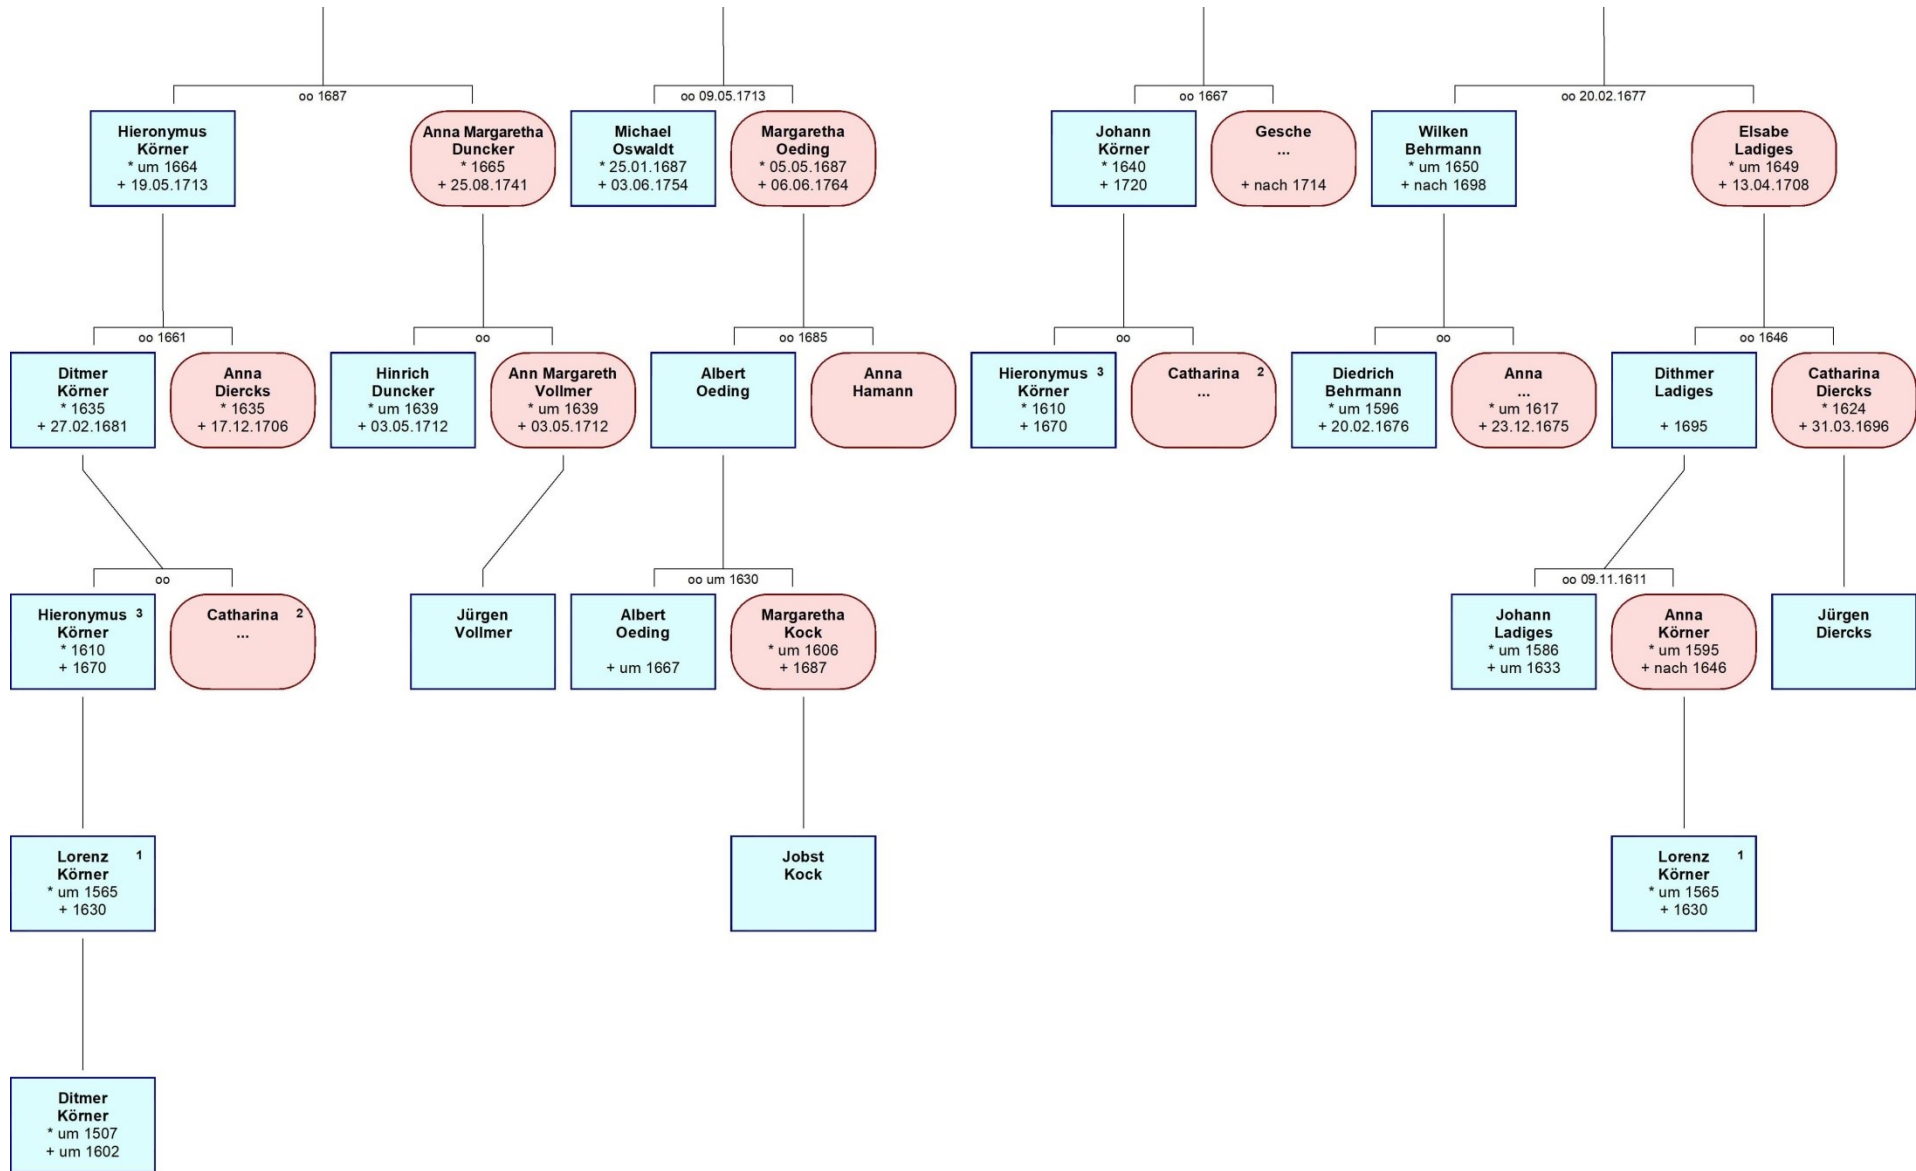 oo 1687
oo 09.05.1713
oo 1667
oo 20.02.1677
Hieronymus
Körner
* um 1664
+ 19.05.1713
Anna Margaretha
Duncker
* 1665
+ 25.08.1741
Michael
Oswaldt
* 25.01.1687
+ 03.06.1754
Margaretha
Oeding
* 05.05.1687
+ 06.06.1764
Johann
Körner
* 1640
+ 1720
Gesche
...
+ nach 1714
Wilken
Behrmann
* um 1650
+ nach 1698
Elsabe
Ladiges
* um 1649
+ 13.04.1708
oo 1661
oo
oo 1685
oo
oo
oo 1646
Ditmer
Körner
* 1635
+ 27.02.1681
Anna
Diercks
* 1635
+ 17.12.1706
Hinrich
Duncker
* um 1639
+ 03.05.1712
Ann Margareth
Vollmer
* um 1639
+ 03.05.1712
Albert
Oeding
Anna
Hamann
Hieronymus 3
Körner
* 1610
+ 1670
Catharina 2
...
Diedrich
Behrmann
* um 1596
+ 20.02.1676
Anna
...
* um 1617
+ 23.12.1675
Dithmer
Ladiges
+ 1695
Catharina
Diercks
* 1624
+ 31.03.1696
oo
oo um 1630
oo 09.11.1611
Hieronymus 3
Körner
* 1610
+ 1670
Catharina 2
...
Jürgen
Vollmer
Albert
Oeding
+ um 1667
Margaretha
Kock
* um 1606
+ 1687
Johann
Ladiges
* um 1586
+ um 1633
Anna
Körner
* um 1595
+ nach 1646
Jürgen
Diercks
Lorenz 1
Körner
* um 1565
+ 1630
Jobst
Kock
Lorenz 1
Körner
* um 1565
+ 1630
Ditmer
Körner
* um 1507
+ um 1602